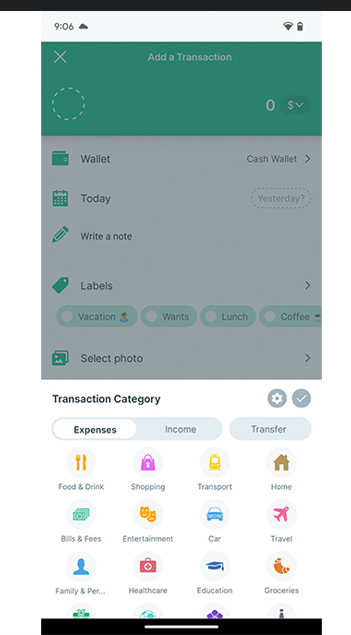 9:06
Add a Transaction
0 $
Wallet Cash Wallet
Today Yesterday?
Write a note
Labels
Vacation 🏝️ Wants Lunch Coffee
Select photo
Transaction Category
Expenses Income Transfer
Food & Drink Shopping Transport Home
Bills & Fees Entertainment Car Travel
Family & Per... Healthcare Education Groceries